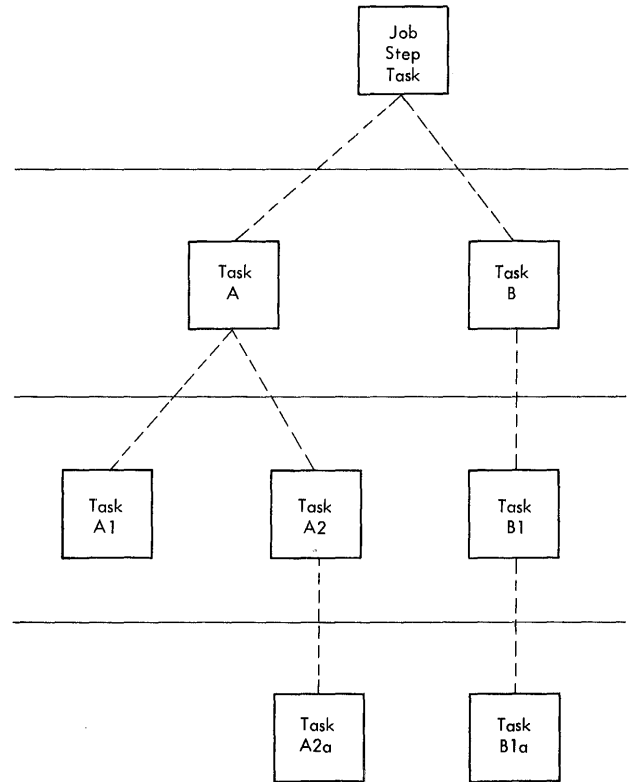 Job
Step
Task
Task
A
Task
B
Task
A1
Task
A2
Task
B1
Task
A2a
Task
B1a